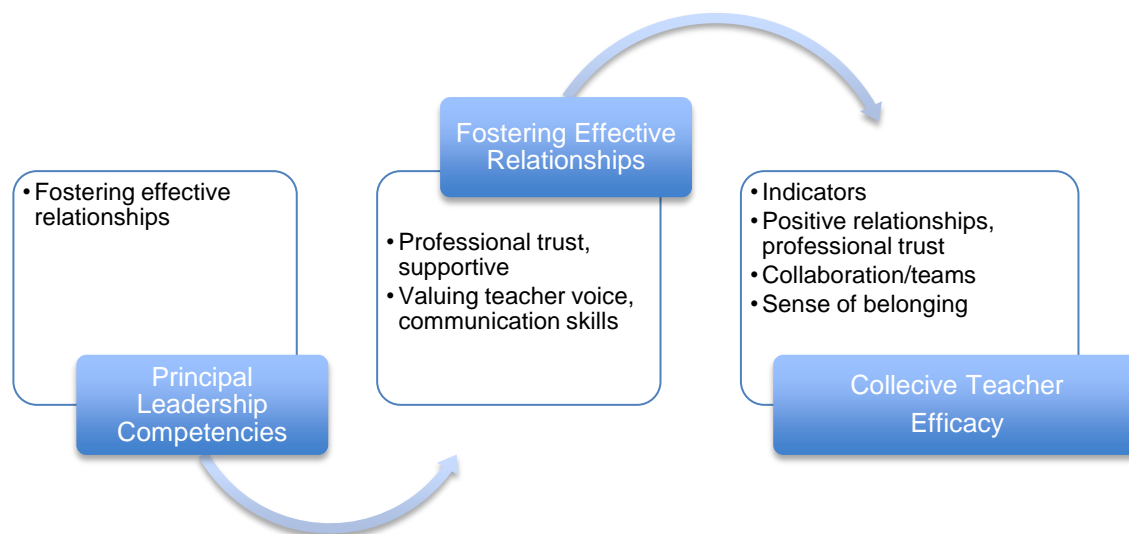 • Fostering effective
relationships
Principal
Leadership
Competencies
Fostering Effective
Relationships
• Professional trust,
supportive
• Valuing teacher voice,
communication skills
• Indicators
• Positive relationships,
professional trust
• Collaboration/teams
• Sense of belonging
Collecive Teacher
Efficacy